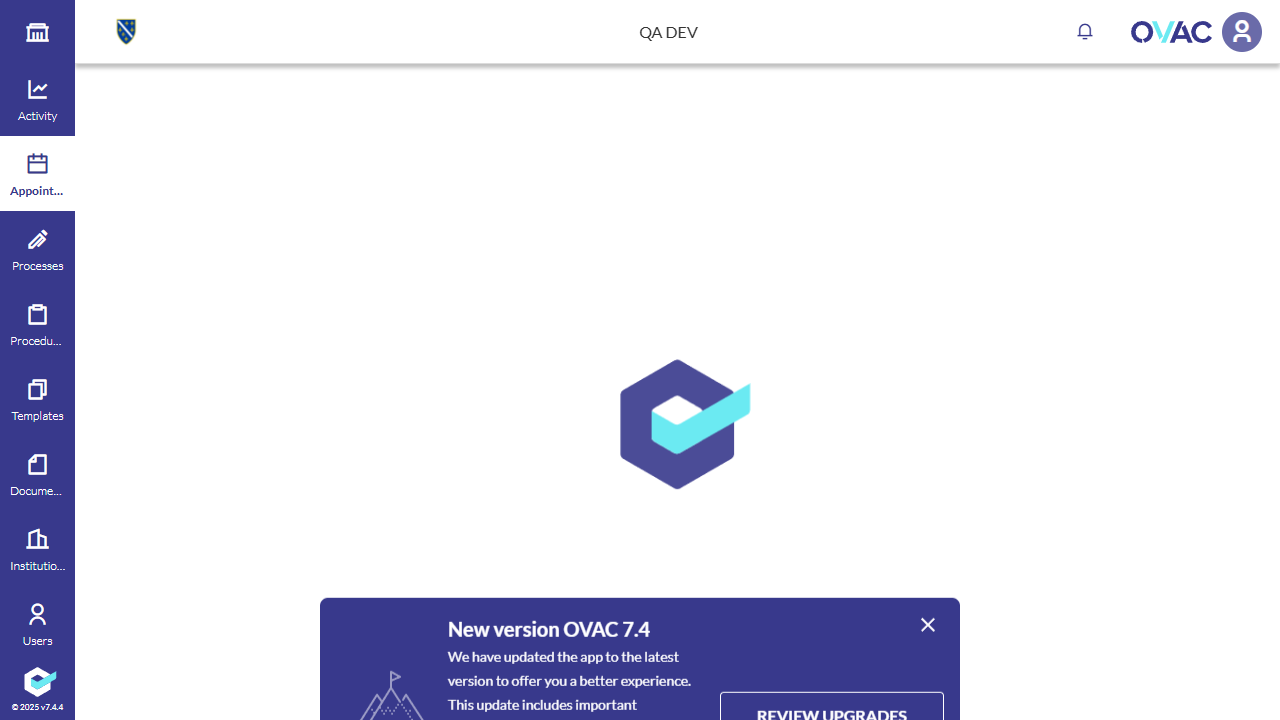 QA DEV
OVAC
Activity
Appoint...
Processes
Procedu...
Templates
Docume...
Institutio...
Users
© 2025 v7.4.4
New version OVAC 7.4
We have updated the app to the latest
version to offer you a better experience.
This update includes important
REVIEW UPGRADES